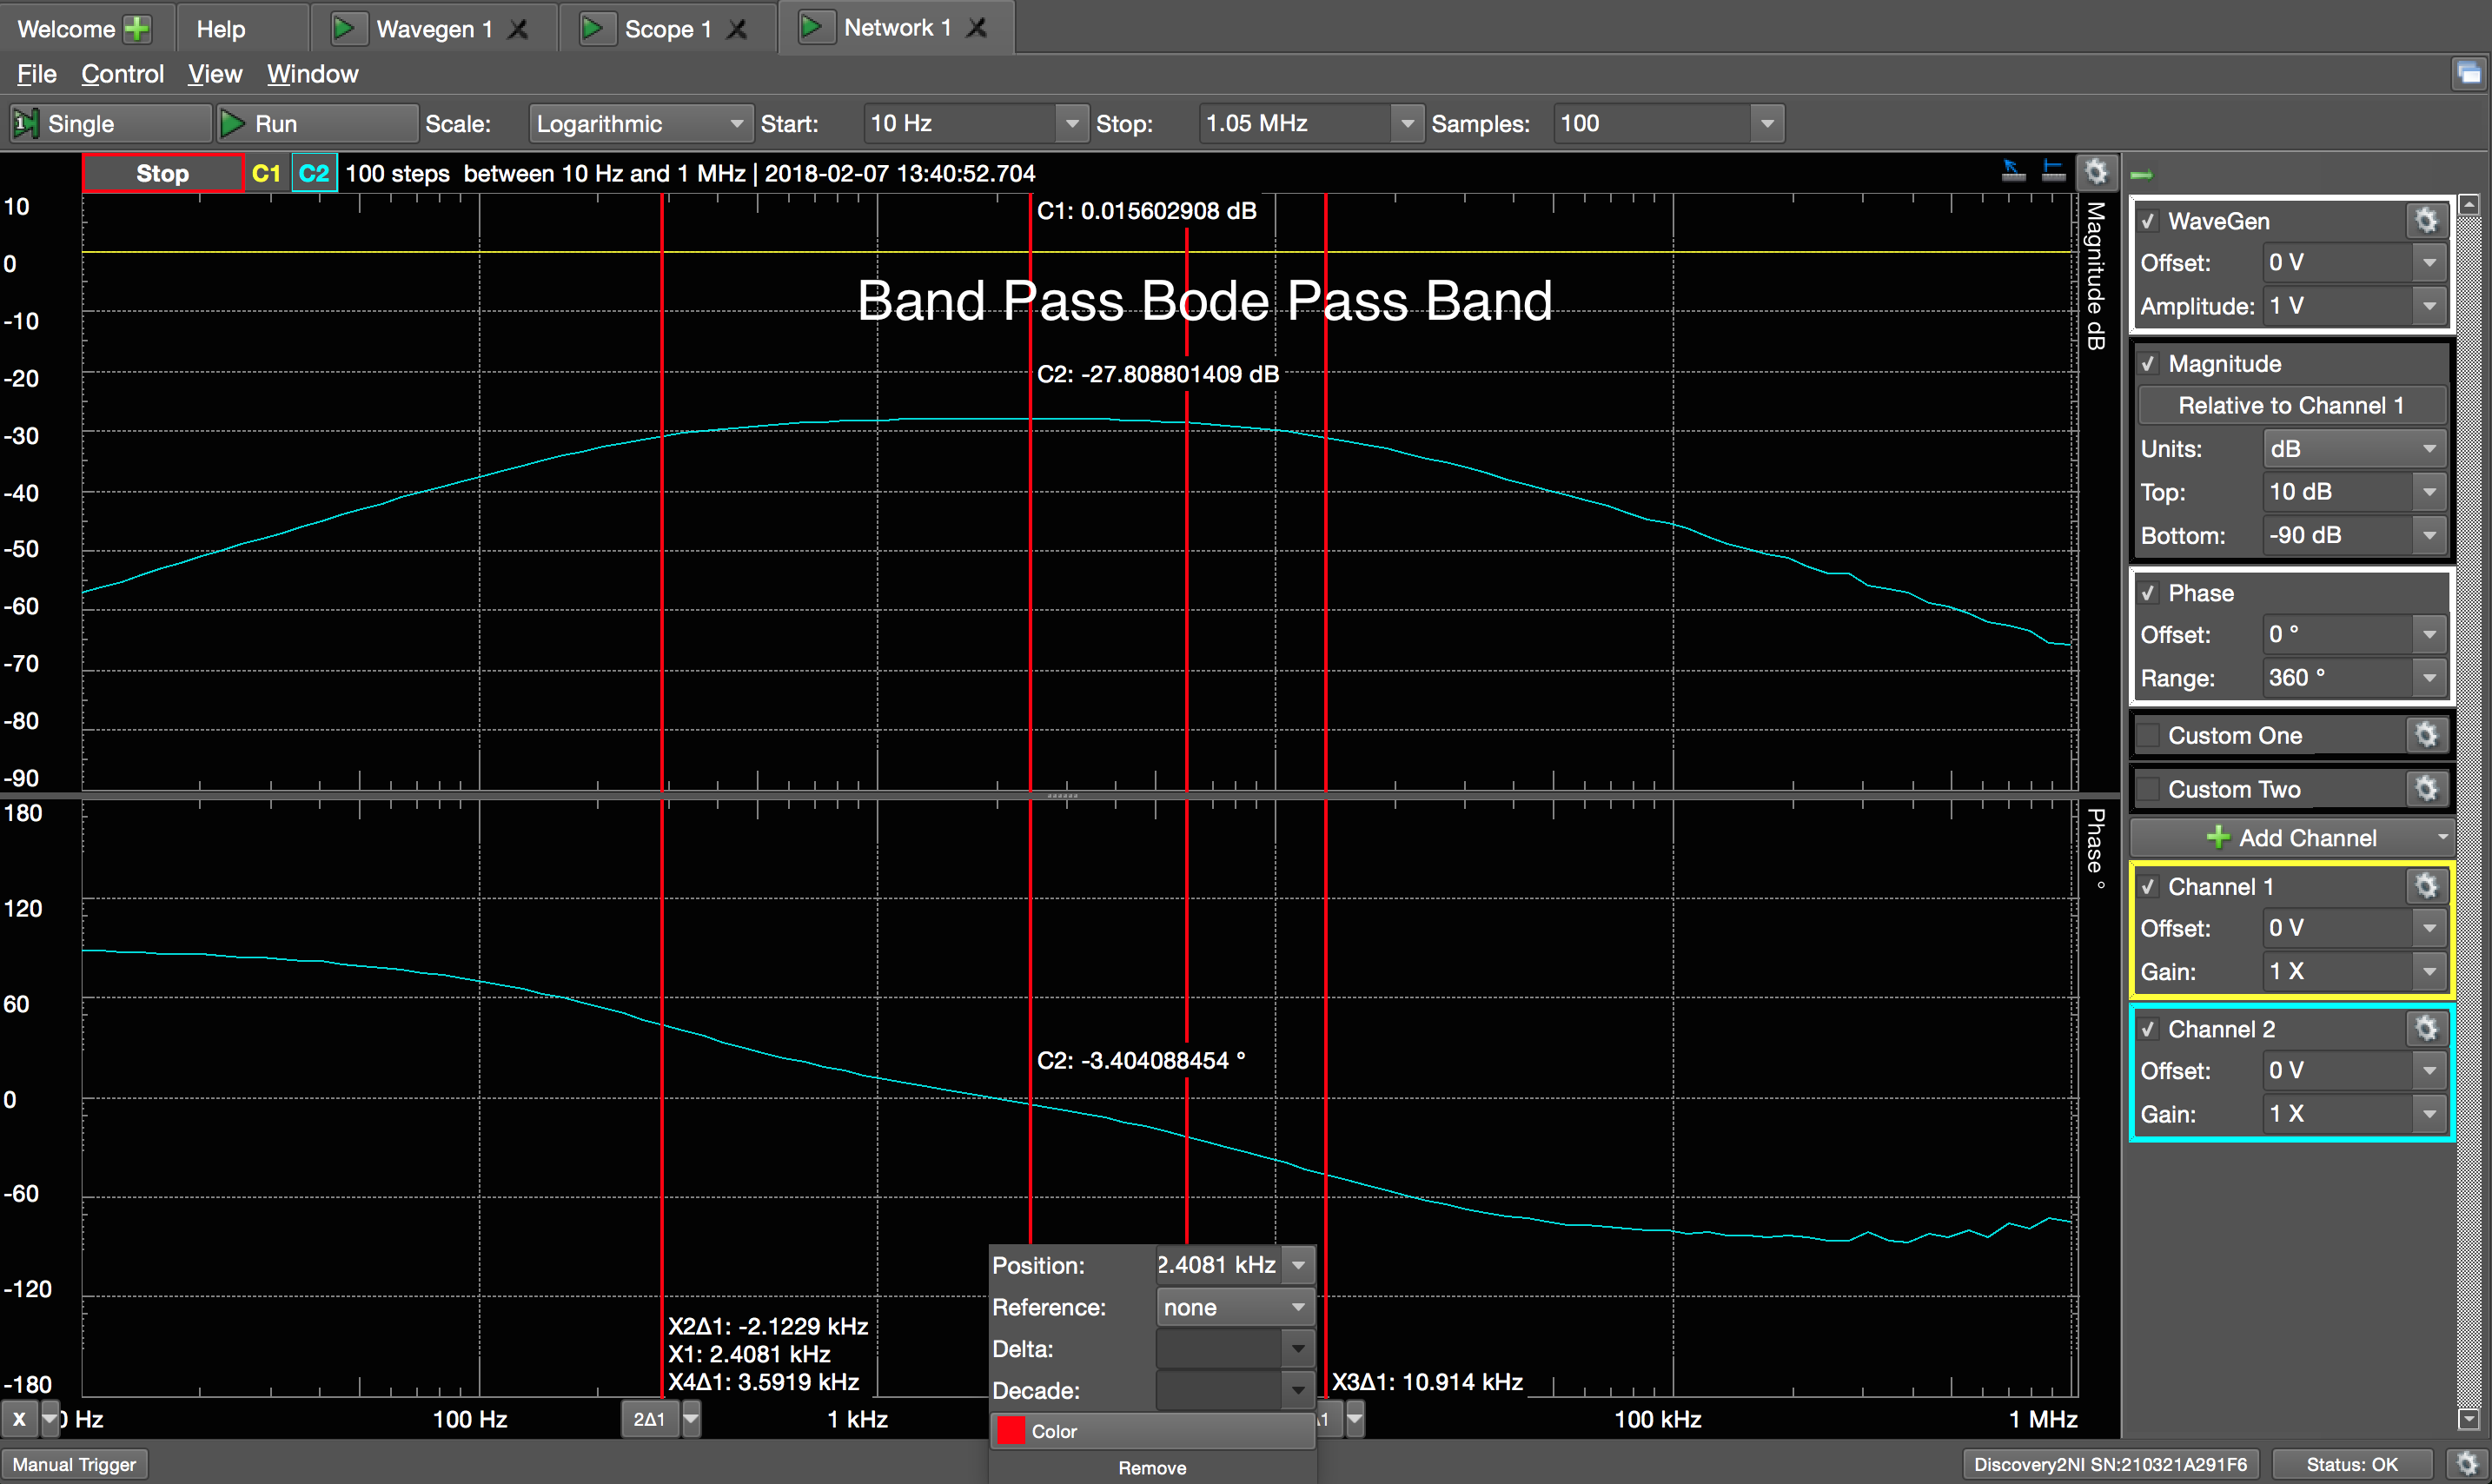 Welcome Help Wavegen 1 Scope 1 Network 1
File Control View Window
1 Single Run Scale: Logarithmic Start: 10 Hz Stop: 1.05 MHz Samples: 100
Stop C1 C2 100 steps between 10 Hz and 1 MHz | 2018-02-07 13:40:52.704
10
0
-10
-20
-30
-40
-50
-60
-70
-80
-90
C1: 0.015602908 dB
Band Pass Bode Pass Band
C2: -27.808801409 dB
Magnitude dB
180
120
60
0
-60
-120
-180
C2: -3.404088454 °
Phase °
X2Δ1: -2.1229 kHz
X1: 2.4081 kHz
X4Δ1: 3.5919 kHz
X3Δ1: 10.914 kHz
Position: 2.4081 kHz
Reference: none
Delta:
Decade:
Color
Remove
X 0 Hz 100 Hz 2Δ1 1 kHz Δ1 100 kHz 1 MHz
WaveGen
Offset: 0 V
Amplitude: 1 V
Magnitude
Relative to Channel 1
Units: dB
Top: 10 dB
Bottom: -90 dB
Phase
Offset: 0 °
Range: 360 °
Custom One
Custom Two
Add Channel
Channel 1
Offset: 0 V
Gain: 1 X
Channel 2
Offset: 0 V
Gain: 1 X
Manual Trigger Discovery2NI SN:210321A291F6 Status: OK